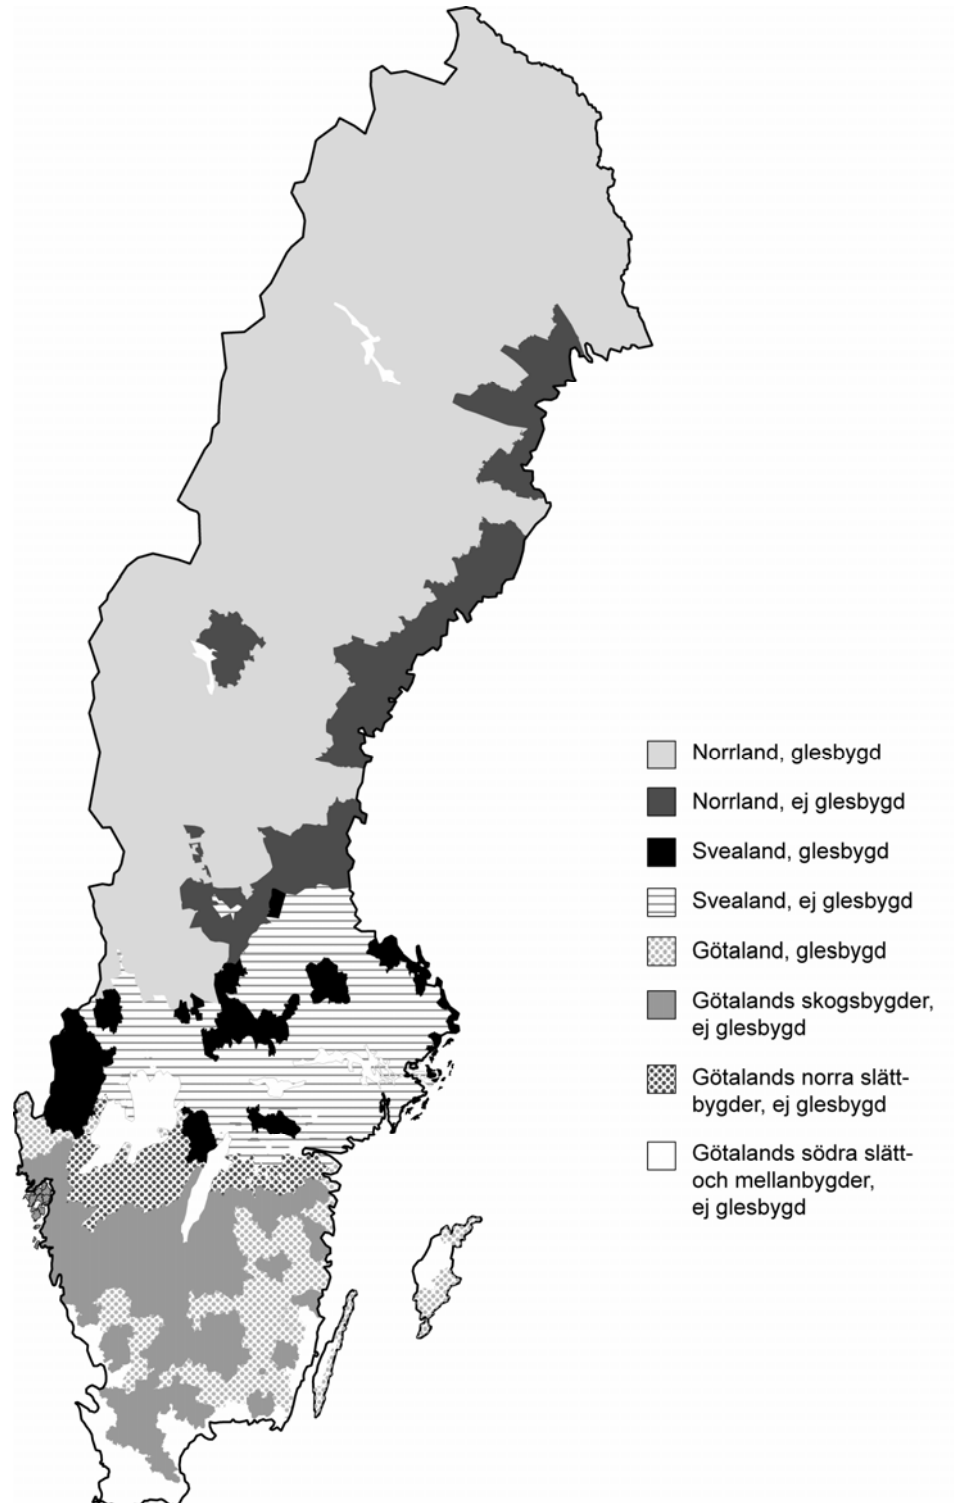 Norrland, glesbygd
Norrland, ej glesbygd
Svealand, glesbygd
Svealand, ej glesbygd
Götaland, glesbygd
Götalands skogsbygder,
ej glesbygd
Götalands norra slätt-
bygder, ej glesbygd
Götalands södra slätt-
och mellanbygder,
ej glesbygd